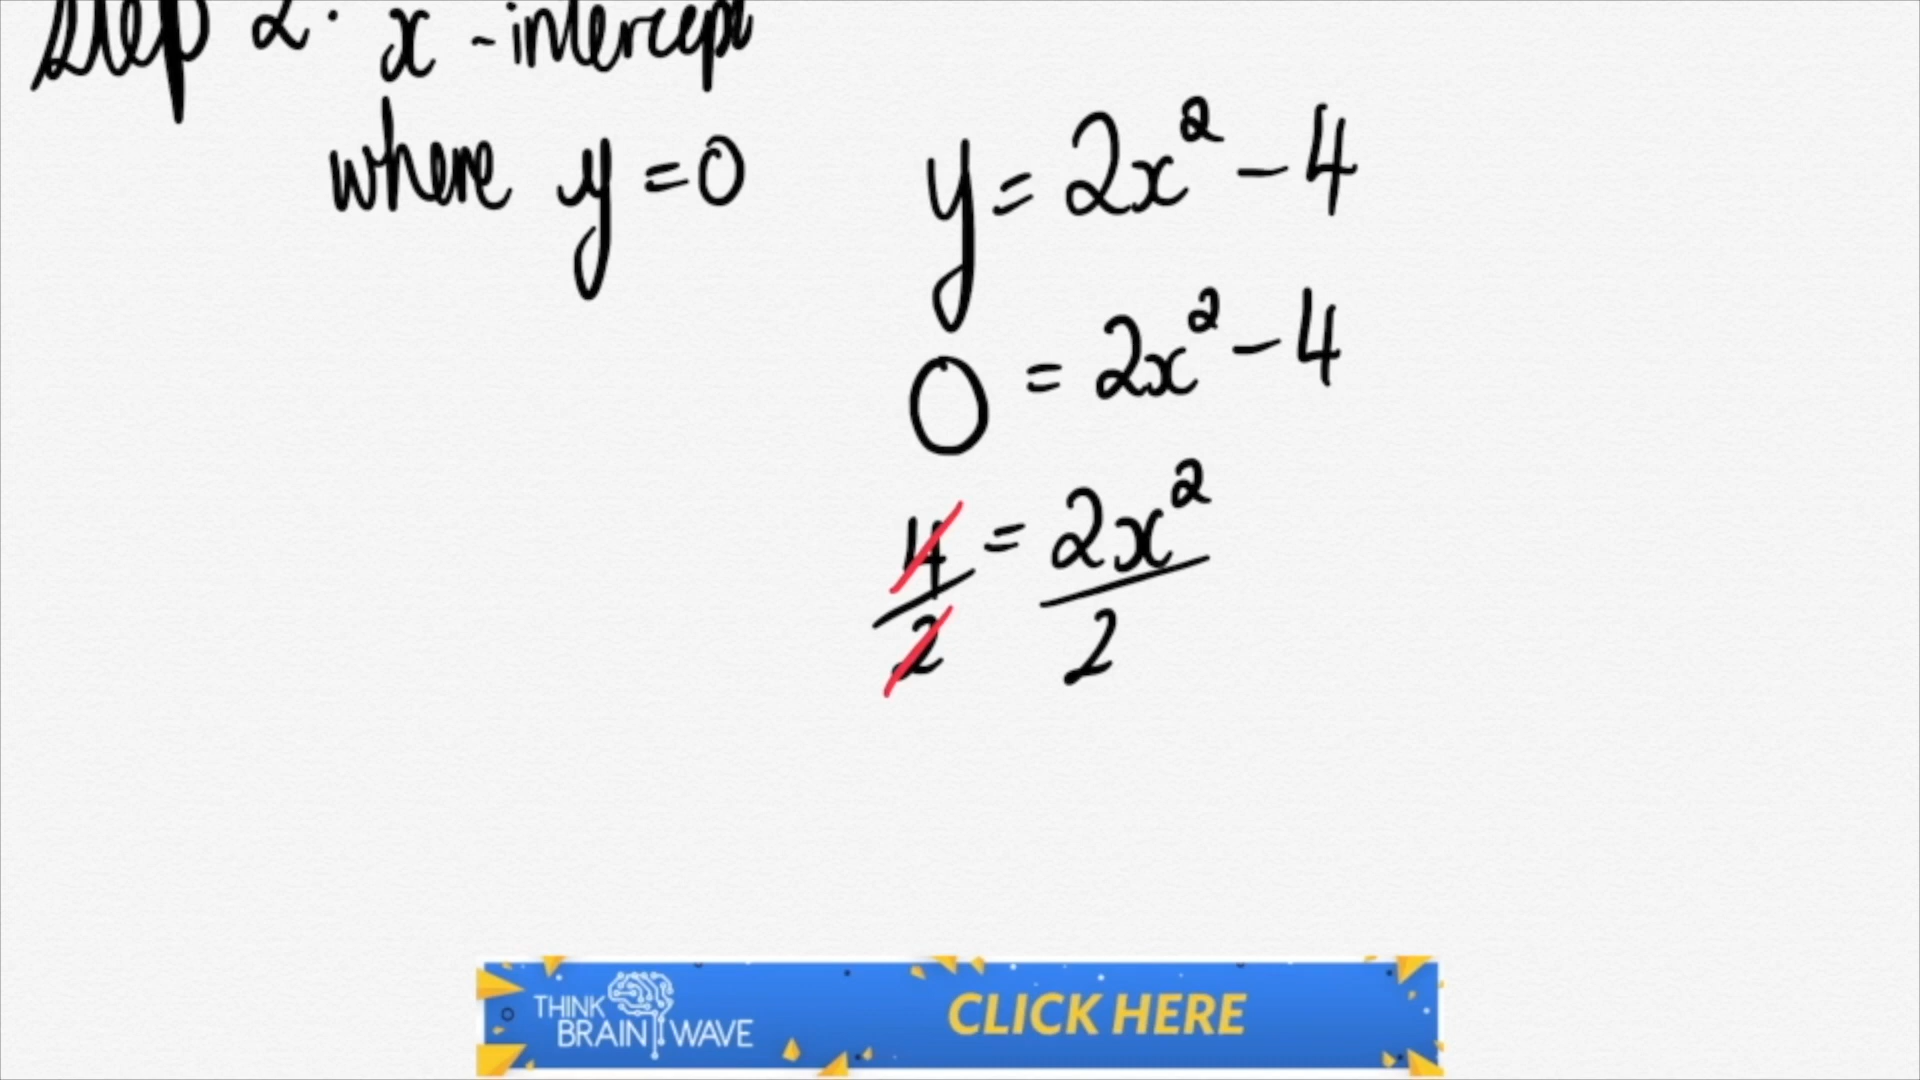 Step 2. x-intercept
where y=0
y = 2x² - 4
0 = 2x² - 4
4/2 = 2x²/2
THINK BRAIN WAVE
CLICK HERE